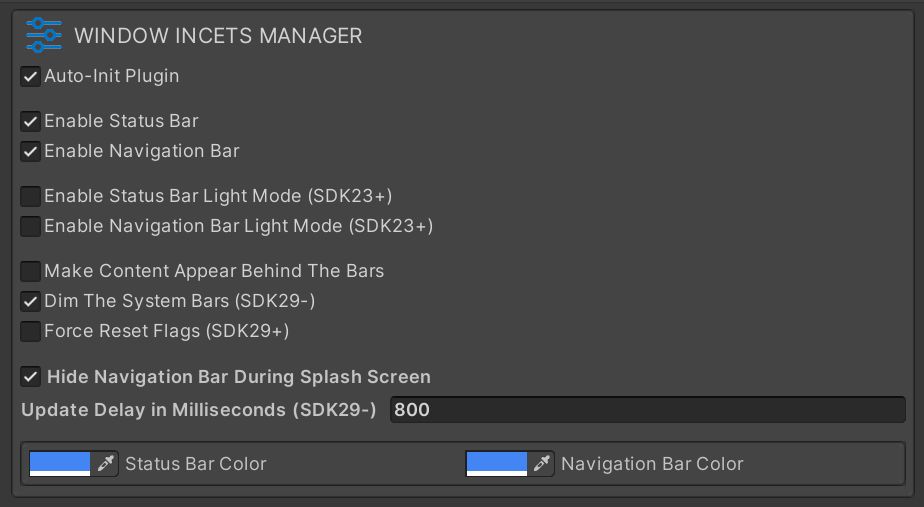 WINDOW INCETS MANAGER
Auto-Init Plugin
Enable Status Bar
Enable Navigation Bar
Enable Status Bar Light Mode (SDK23+)
Enable Navigation Bar Light Mode (SDK23+)
Make Content Appear Behind The Bars
Dim The System Bars (SDK29-)
Force Reset Flags (SDK29+)
Hide Navigation Bar During Splash Screen
Update Delay in Milliseconds (SDK29-) 800
Status Bar Color Navigation Bar Color